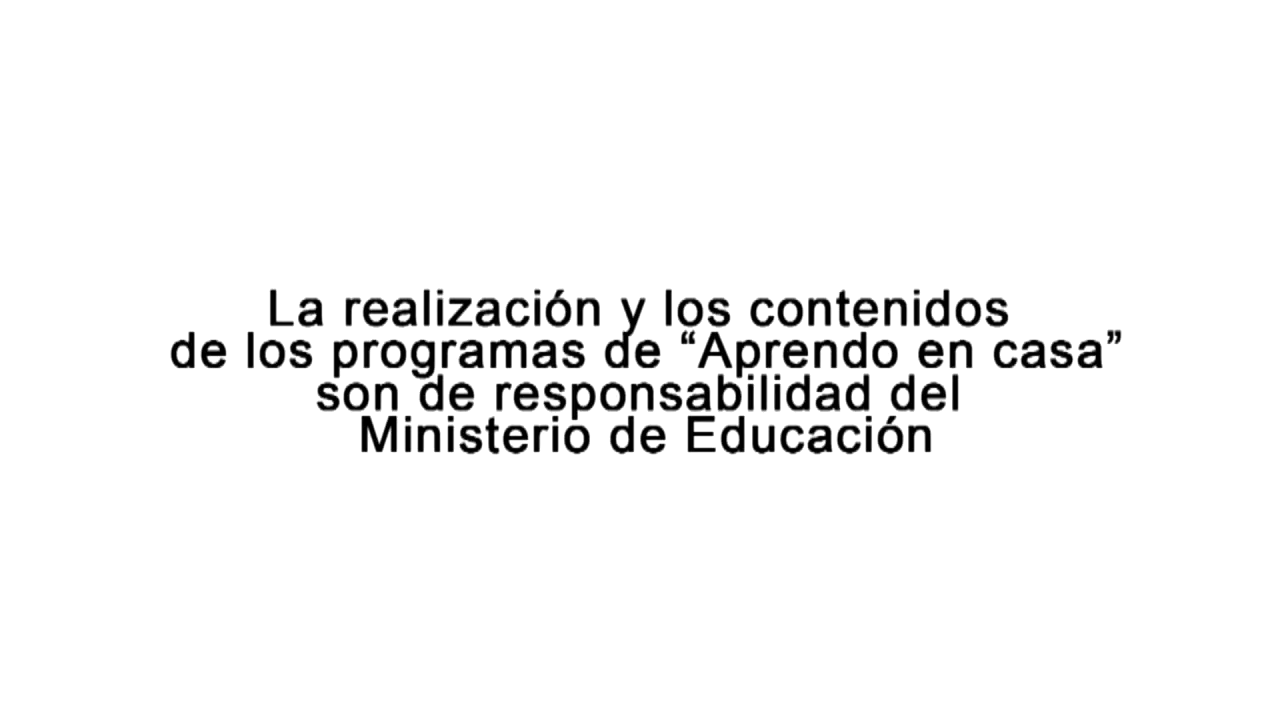 La realización y los contenidos
de los programas de “Aprendo en casa”
son de responsabilidad del
Ministerio de Educación